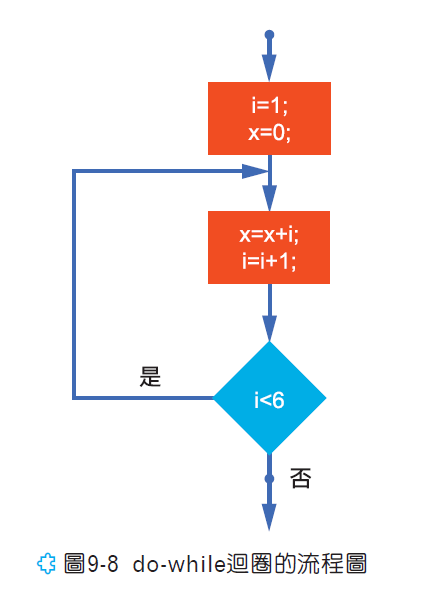 i=1;
x=0;
x=x+i;
i=i+1;
是
i<6
否
圖9-8 do-while迴圈的流程圖